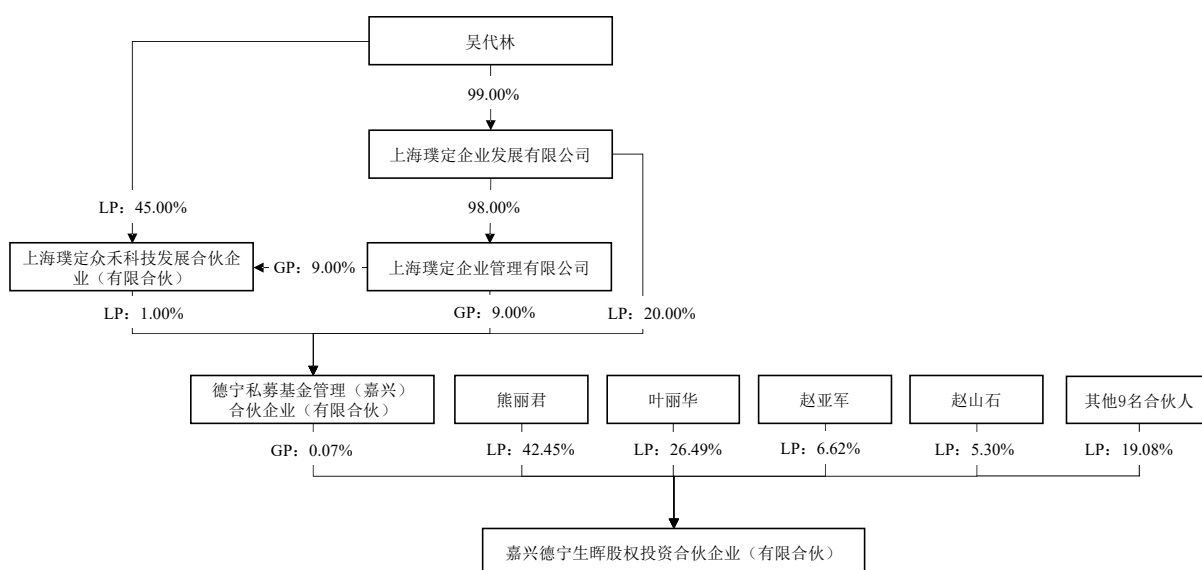 吴代林
99.00%
上海璞定企业发展有限公司
LP：45.00%
98.00%
上海璞定众禾科技发展合伙企
业（有限合伙）
GP：9.00%
上海璞定企业管理有限公司
LP：1.00%
GP：9.00%
LP：20.00%
德宁私募基金管理（嘉兴）
合伙企业（有限合伙）
熊丽君
叶丽华
赵亚军
赵山石
其他9名合伙人
GP：0.07%
LP：42.45%
LP：26.49%
LP：6.62%
LP：5.30%
LP：19.08%
嘉兴德宁生晖股权投资合伙企业（有限合伙）